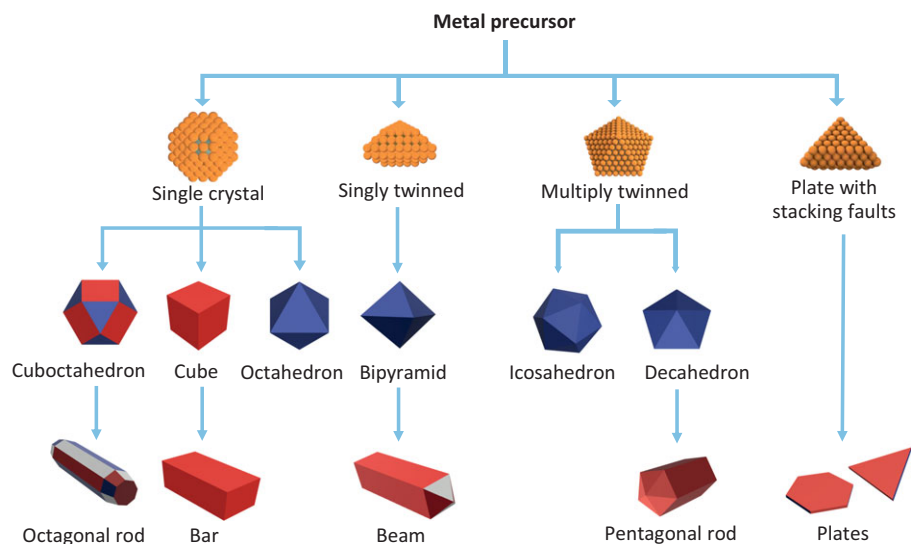 Metal precursor
Single crystal
Singly twinned
Multiply twinned
Plate with
stacking faults
Cuboctahedron
Cube
Octahedron
Bipyramid
Icosahedron
Decahedron
Octagonal rod
Bar
Beam
Pentagonal rod
Plates